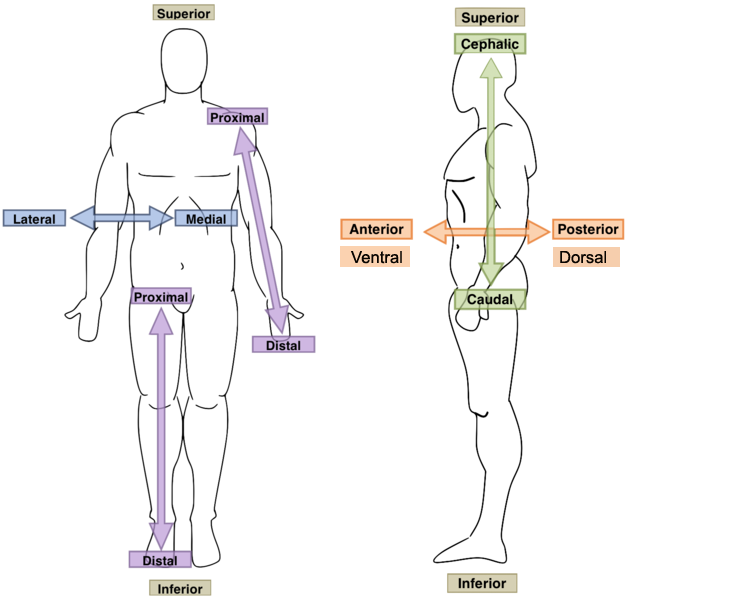 Superior
Proximal
Lateral
Medial
Proximal
Distal
Distal
Inferior
Superior
Cephalic
Anterior
Posterior
Ventral
Dorsal
Caudal
Inferior